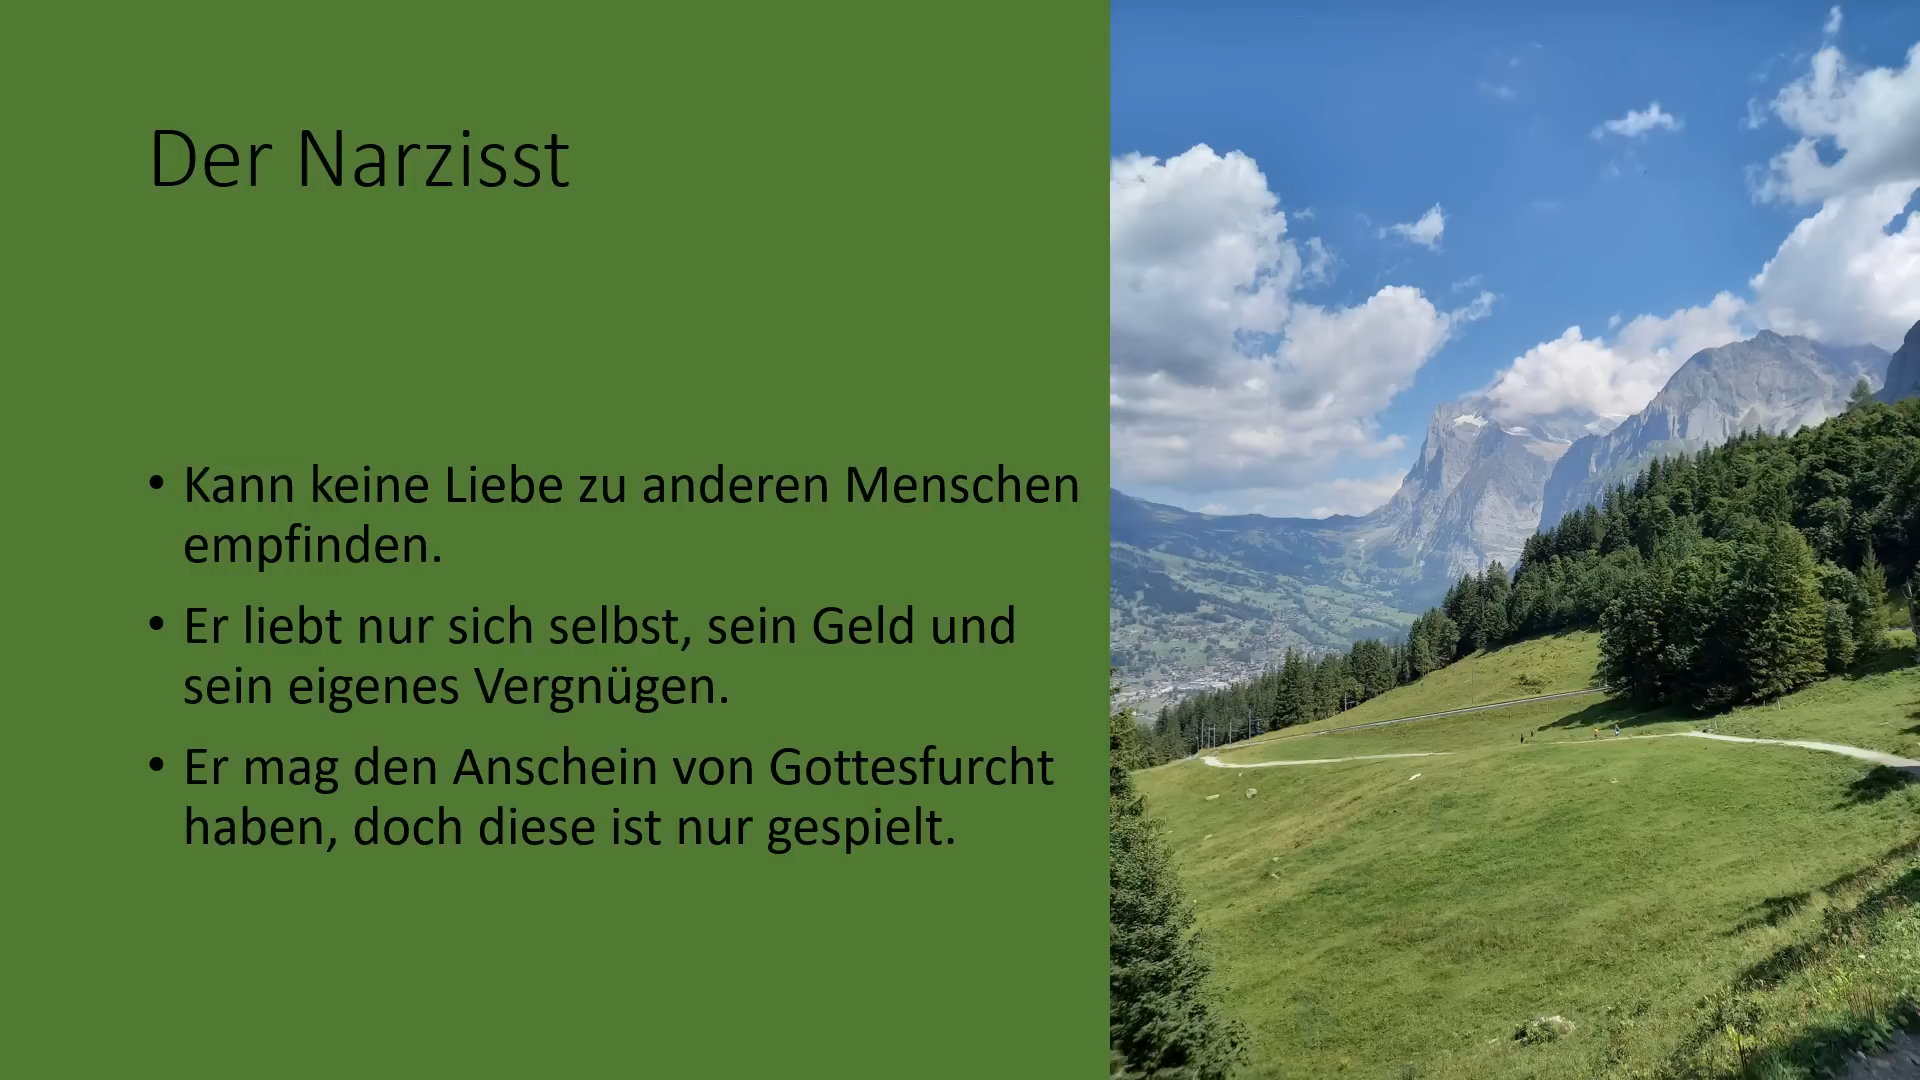 Der Narzisst
• Kann keine Liebe zu anderen Menschen
empfinden.
• Er liebt nur sich selbst, sein Geld und
sein eigenes Vergnügen.
• Er mag den Anschein von Gottesfurcht
haben, doch diese ist nur gespielt.